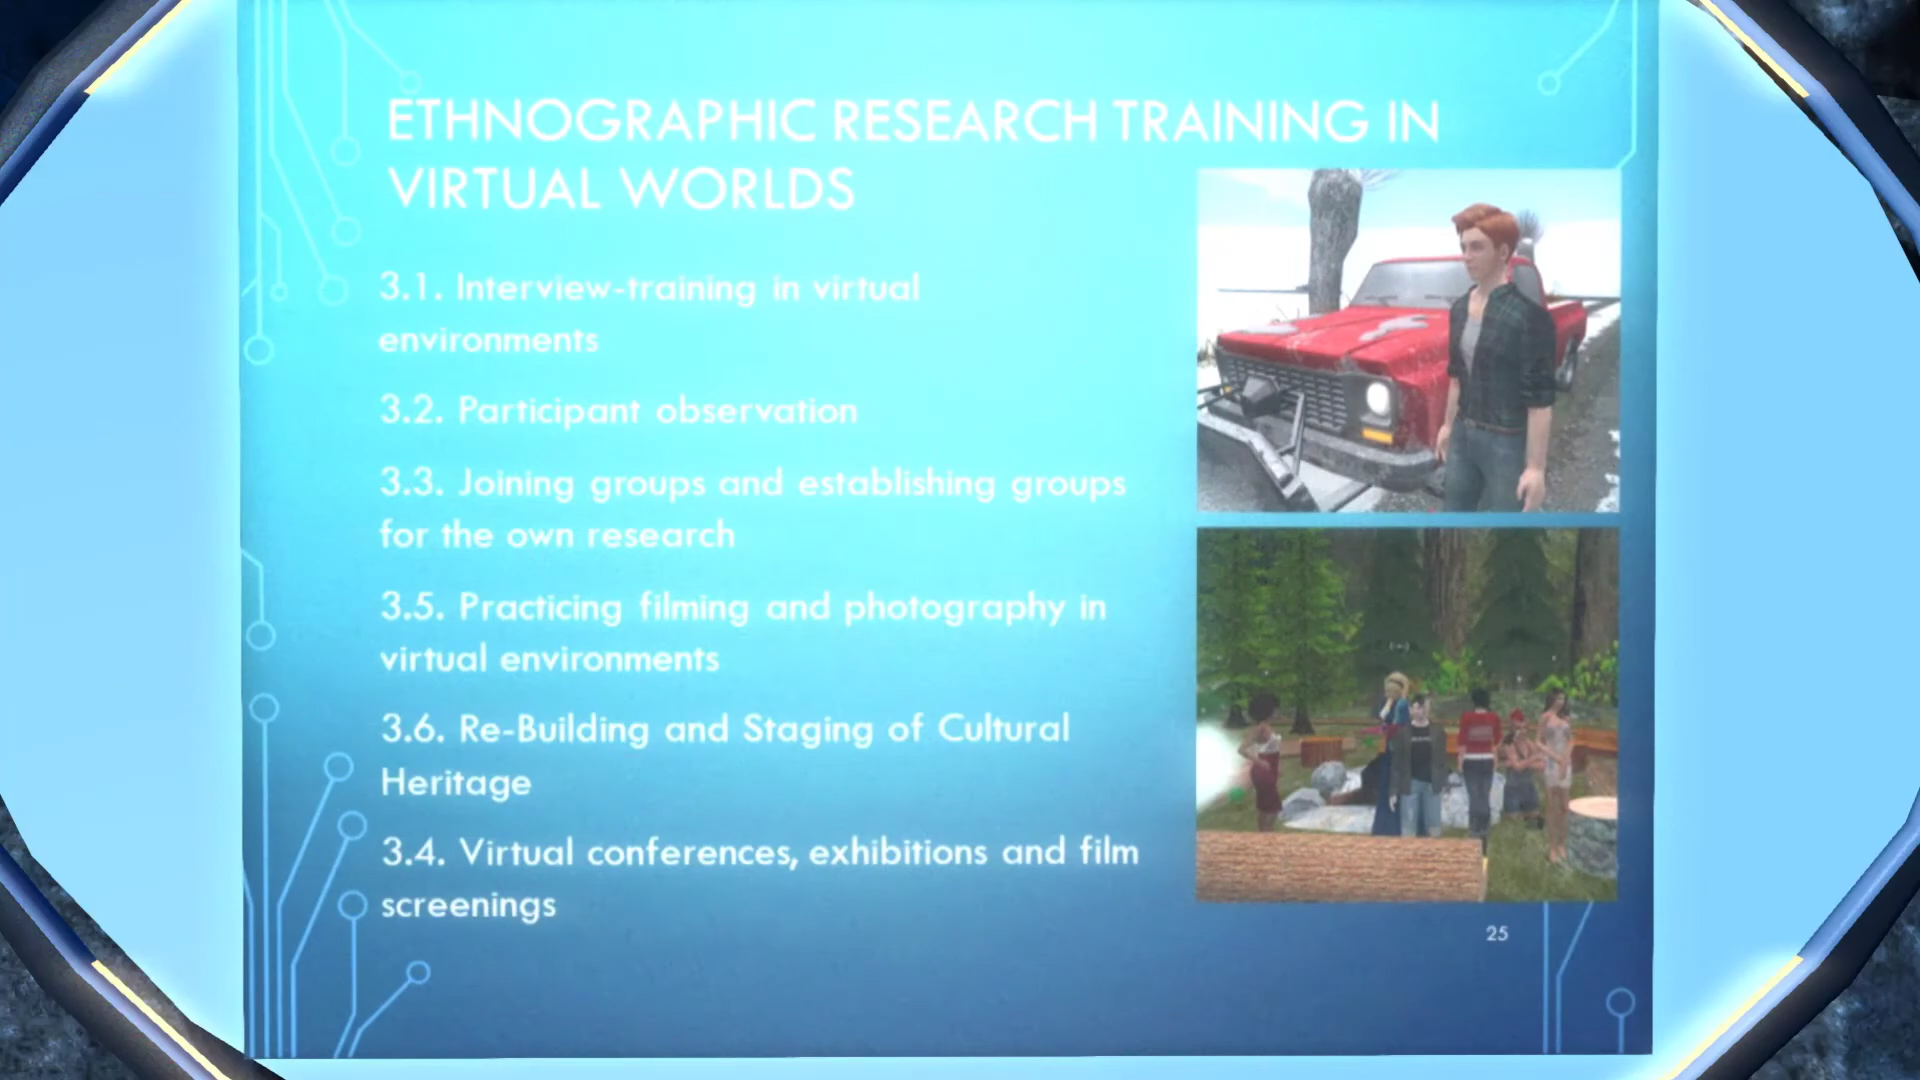 ETHNOGRAPHIC RESEARCH TRAINING IN
VIRTUAL WORLDS
3.1. Interview-training in virtual
environments
3.2. Participant observation
3.3. Joining groups and establishing groups
for the own research
3.5. Practicing filming and photography in
virtual environments
3.6. Re-Building and Staging of Cultural
Heritage
3.4. Virtual conferences, exhibitions and film
screenings
25